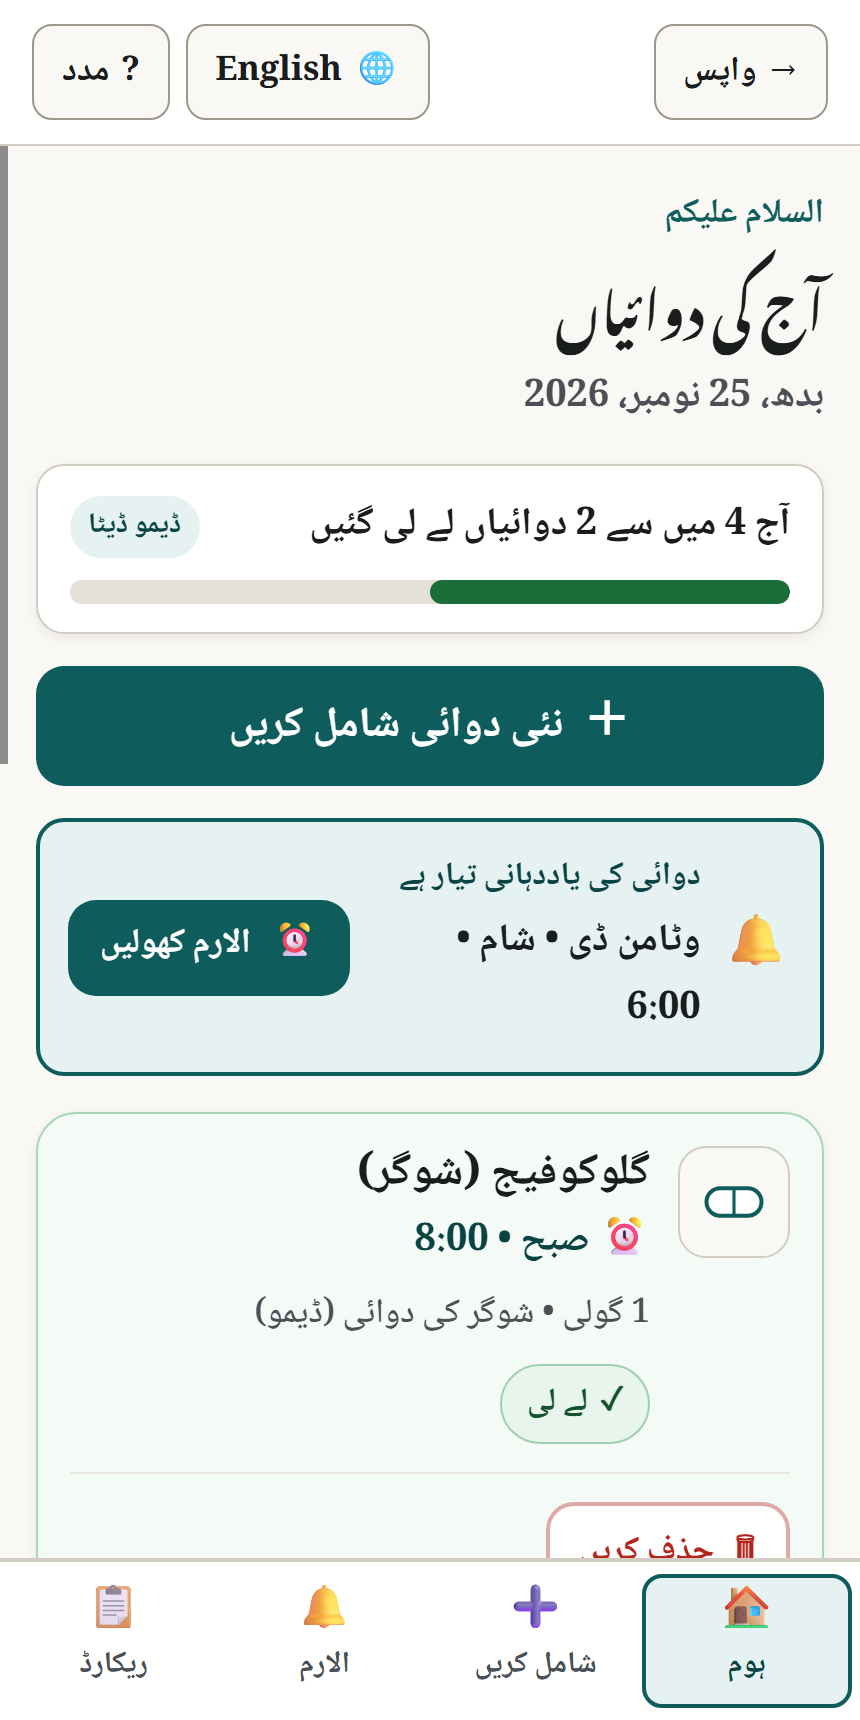 → واپس
English
? مدد
السلام علیکم
آج کی دوائیاں
بدھ، 25 نومبر، 2026
آج 4 میں سے 2 دوائیاں لے لی گئیں
ڈیمو ڈیٹا
+ نئی دوائی شامل کریں
دوائی کی یاددہانی تیار ہے
وٹامن ڈی • شام •
6:00
الارم کھولیں
گلوکوفیج (شوگر)
صبح • 8:00
1 گولی • شوگر کی دوائی (ڈیمو)
✓ لے لی
حذف کریں
ہوم
شامل کریں
الارم
ریکارڈ